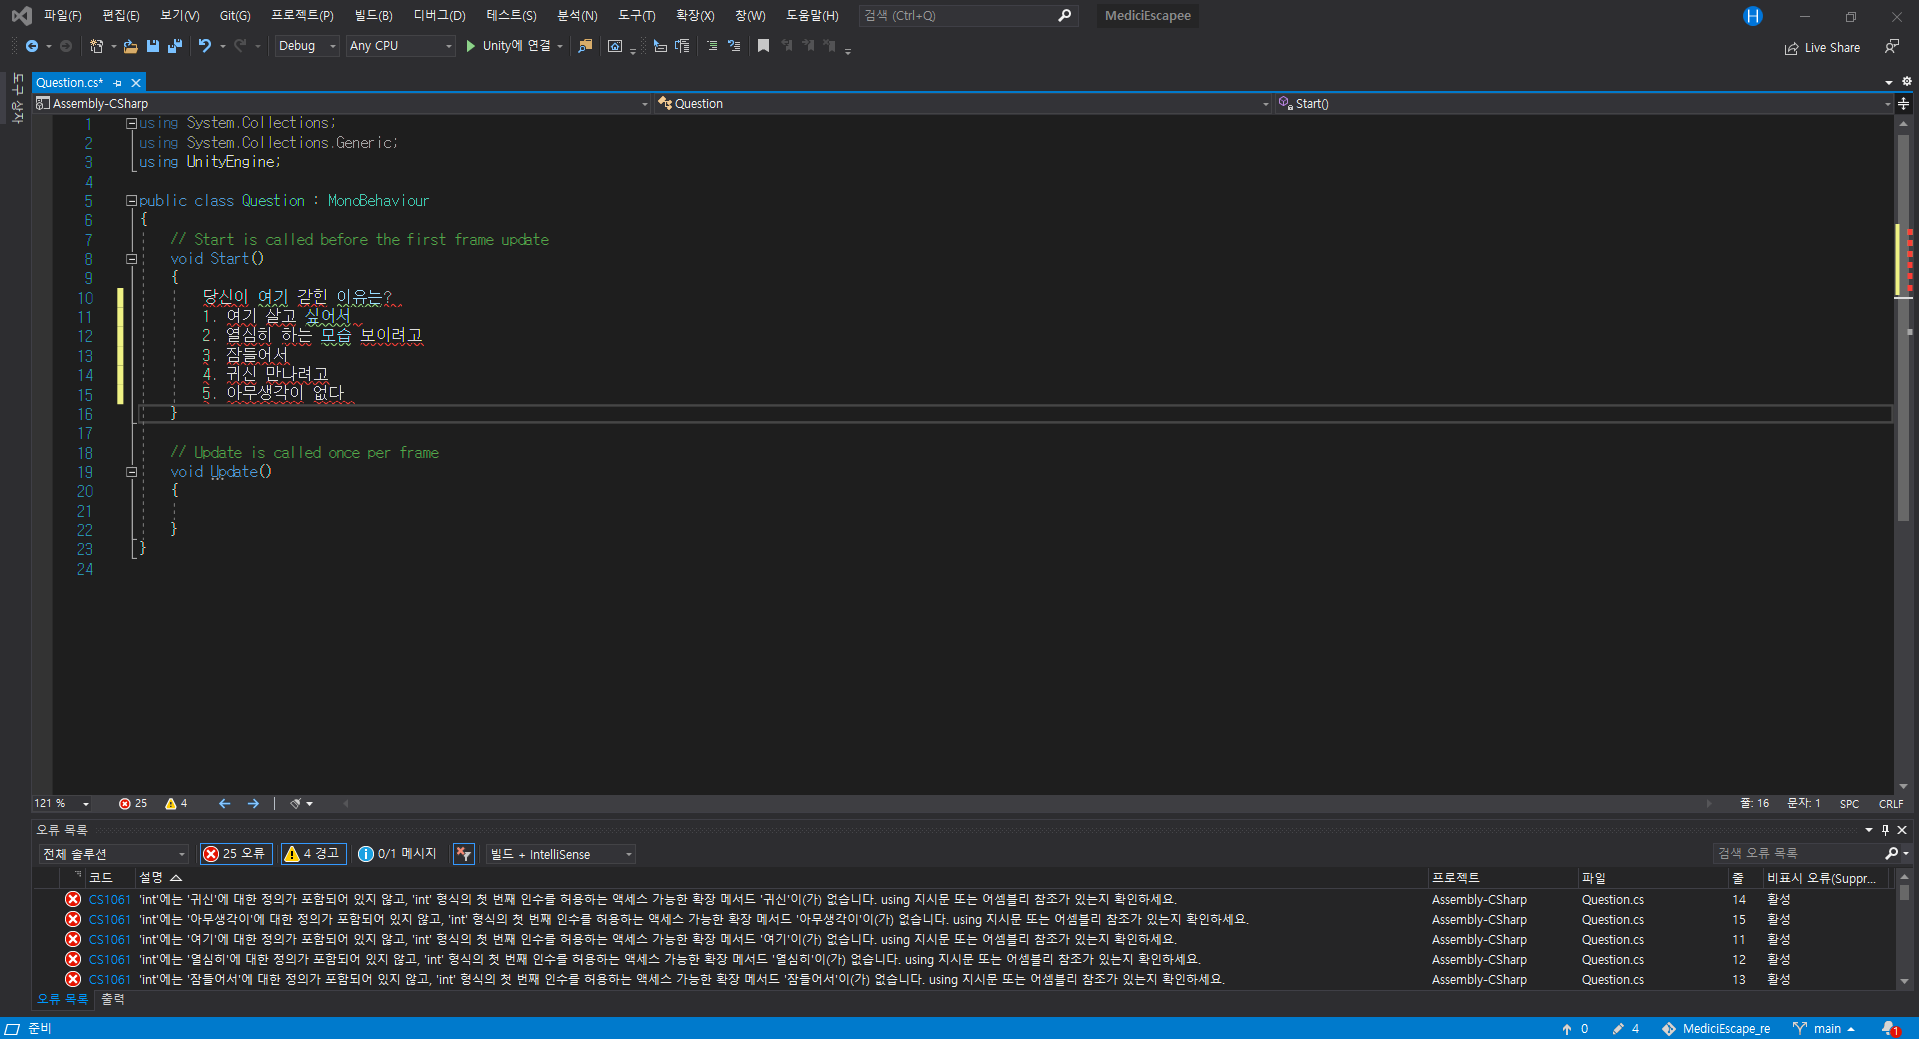 파일(F) 편집(E) 보기(V) Git(G) 프로젝트(P) 빌드(B) 디버그(D) 테스트(S) 분석(N) 도구(T) 확장(X) 창(W) 도움말(H) 검색 (Ctrl+Q) MediciEscapee H
Debug Any CPU Unity에 연결 Live Share
도구 상자
Question.cs*
Assembly-CSharp Question Start()
1 using System.Collections;
2 using System.Collections.Generic;
3 using UnityEngine;
4
5 public class Question : MonoBehaviour
6 {
7 // Start is called before the first frame update
8 void Start()
9 {
10 당신이 여기 갇힌 이유는?
11 1. 여기 살고 싶어서
12 2. 열심히 하는 모습 보이려고
13 3. 잠들어서
14 4. 귀신 만나려고
15 5. 아무생각이 없다
16 }
17
18 // Update is called once per frame
19 void Update()
20 {
21
22 }
23 }
24
121 % 25 4 줄: 16 문자: 1 SPC CRLF
오류 목록
전체 솔루션 25 오류 4 경고 0/1 메시지 빌드 + IntelliSense 검색 오류 목록
코드 설명 프로젝트 파일 줄 비표시 오류(Suppr...
CS1061 'int'에는 '귀신'에 대한 정의가 포함되어 있지 않고, 'int' 형식의 첫 번째 인수를 허용하는 액세스 가능한 확장 메서드 '귀신'이(가) 없습니다. using 지시문 또는 어셈블리 참조가 있는지 확인하세요. Assembly-CSharp Question.cs 14 활성
CS1061 'int'에는 '아무생각이'에 대한 정의가 포함되어 있지 않고, 'int' 형식의 첫 번째 인수를 허용하는 액세스 가능한 확장 메서드 '아무생각이'이(가) 없습니다. using 지시문 또는 어셈블리 참조가 있는지 확인하세요. Assembly-CSharp Question.cs 15 활성
CS1061 'int'에는 '여기'에 대한 정의가 포함되어 있지 않고, 'int' 형식의 첫 번째 인수를 허용하는 액세스 가능한 확장 메서드 '여기'이(가) 없습니다. using 지시문 또는 어셈블리 참조가 있는지 확인하세요. Assembly-CSharp Question.cs 11 활성
CS1061 'int'에는 '열심히'에 대한 정의가 포함되어 있지 않고, 'int' 형식의 첫 번째 인수를 허용하는 액세스 가능한 확장 메서드 '열심히'이(가) 없습니다. using 지시문 또는 어셈블리 참조가 있는지 확인하세요. Assembly-CSharp Question.cs 12 활성
CS1061 'int'에는 '잠들어서'에 대한 정의가 포함되어 있지 않고, 'int' 형식의 첫 번째 인수를 허용하는 액세스 가능한 확장 메서드 '잠들어서'이(가) 없습니다. using 지시문 또는 어셈블리 참조가 있는지 확인하세요. Assembly-CSharp Question.cs 13 활성
오류 목록 출력
준비 0 4 MediciEscape_re main 1